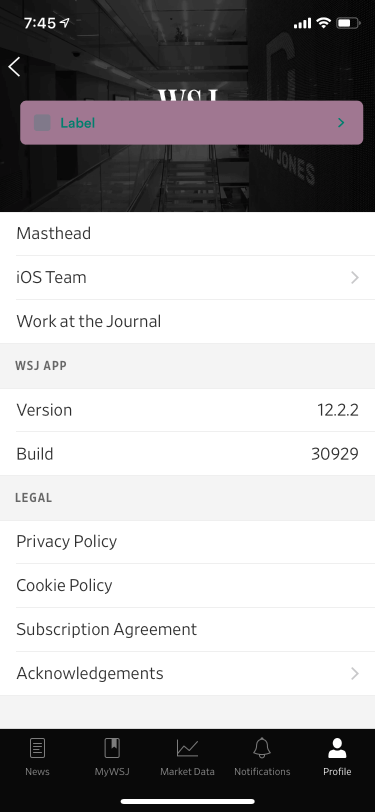 7:45
WSJ
Label
DOW JONES
Masthead
iOS Team
Work at the Journal
WSJ APP
Version 12.2.2
Build 30929
LEGAL
Privacy Policy
Cookie Policy
Subscription Agreement
Acknowledgements
News MyWSJ Market Data Notifications Profile